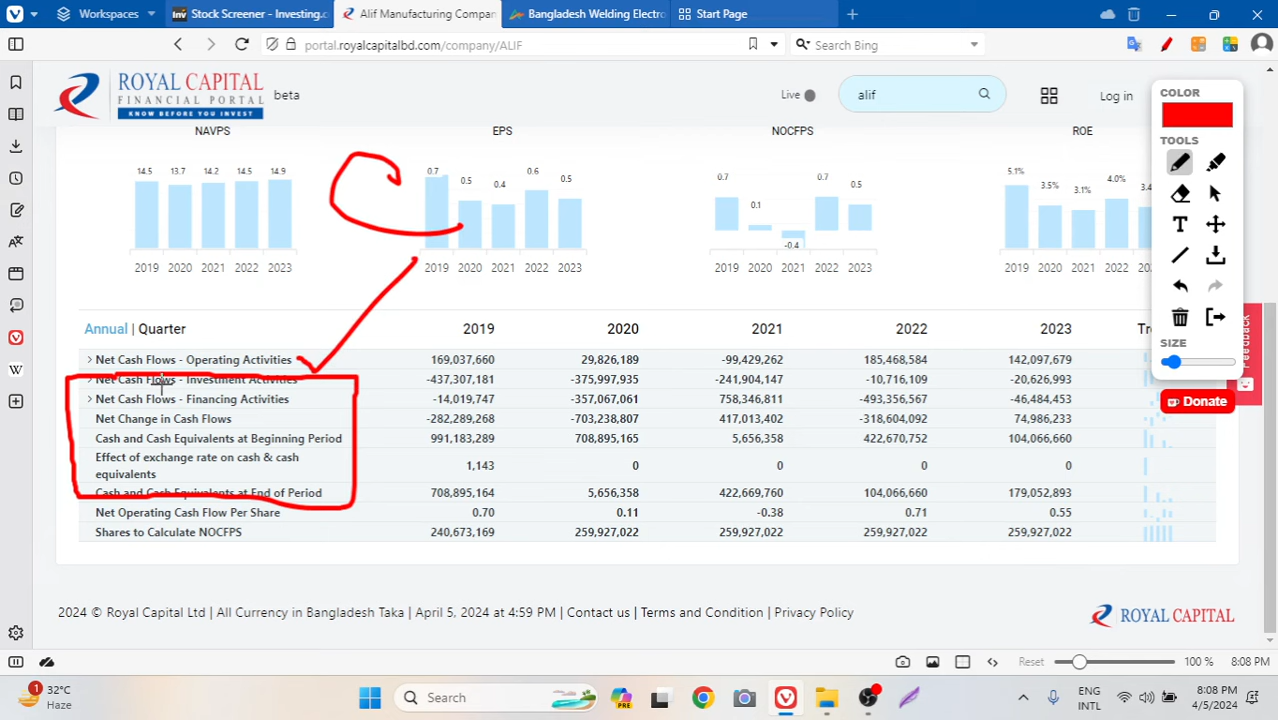 Workspaces
Stock Screener - Investing.c
Alif Manufacturing Compan
Bangladesh Welding Electro
Start Page
portal.royalcapitalbd.com/company/ALIF
Search Bing
ROYAL CAPITAL
FINANCIAL PORTAL
KNOW BEFORE YOU INVEST
beta
Live
alif
Log in
COLOR
TOOLS
SIZE
Donate
Feedback
NAVPS EPS NOCFPS ROE
14.5 13.7 14.2 14.5 14.9
2019 2020 2021 2022 2023
0.7 0.5 0.4 0.6 0.5
2019 2020 2021 2022 2023
0.7 0.1 -0.4 0.7 0.5
2019 2020 2021 2022 2023
5.1% 3.5% 3.1% 4.0% 3.4
2019 2020 2021 2022
Annual | Quarter 2019 2020 2021 2022 2023 Tr
Net Cash Flows - Operating Activities 169,037,660 29,826,189 -99,429,262 185,468,584 142,097,679
Net Cash Flows - Investment Activities -437,307,181 -375,997,935 -241,904,147 -10,716,109 -20,626,993
Net Cash Flows - Financing Activities -14,019,747 -357,067,061 758,346,811 -493,356,567 -46,484,453
Net Change in Cash Flows -282,289,268 -703,238,807 417,013,402 -318,604,092 74,986,233
Cash and Cash Equivalents at Beginning Period 991,183,289 708,895,165 5,656,358 422,670,752 104,066,660
Effect of exchange rate on cash & cash
equivalents 1,143 0 0 0 0
Cash and Cash Equivalents at End of Period 708,895,164 5,656,358 422,669,760 104,066,660 179,052,893
Net Operating Cash Flow Per Share 0.70 0.11 -0.38 0.71 0.55
Shares to Calculate NOCFPS 240,673,169 259,927,022 259,927,022 259,927,022 259,927,022
2024 © Royal Capital Ltd | All Currency in Bangladesh Taka | April 5, 2024 at 4:59 PM | Contact us | Terms and Condition | Privacy Policy
ROYAL CAPITAL
Reset 100 % 8:08 PM
1
32°C
Haze
Search
PRE
ENG
INTL
8:08 PM
4/5/2024